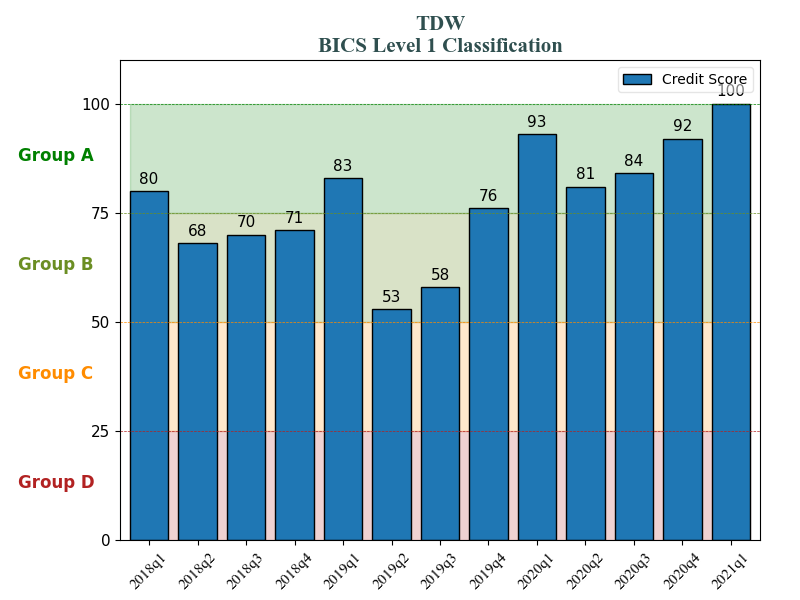 TDW
BICS Level 1 Classification
Credit Score
100
100
93
92
Group A
84
83
81
80
76
75
71
70
68
Group B
58
53
50
Group C
25
Group D
0
2018q1
2018q2
2018q3
2018q4
2019q1
2019q2
2019q3
2019q4
2020q1
2020q2
2020q3
2020q4
2021q1